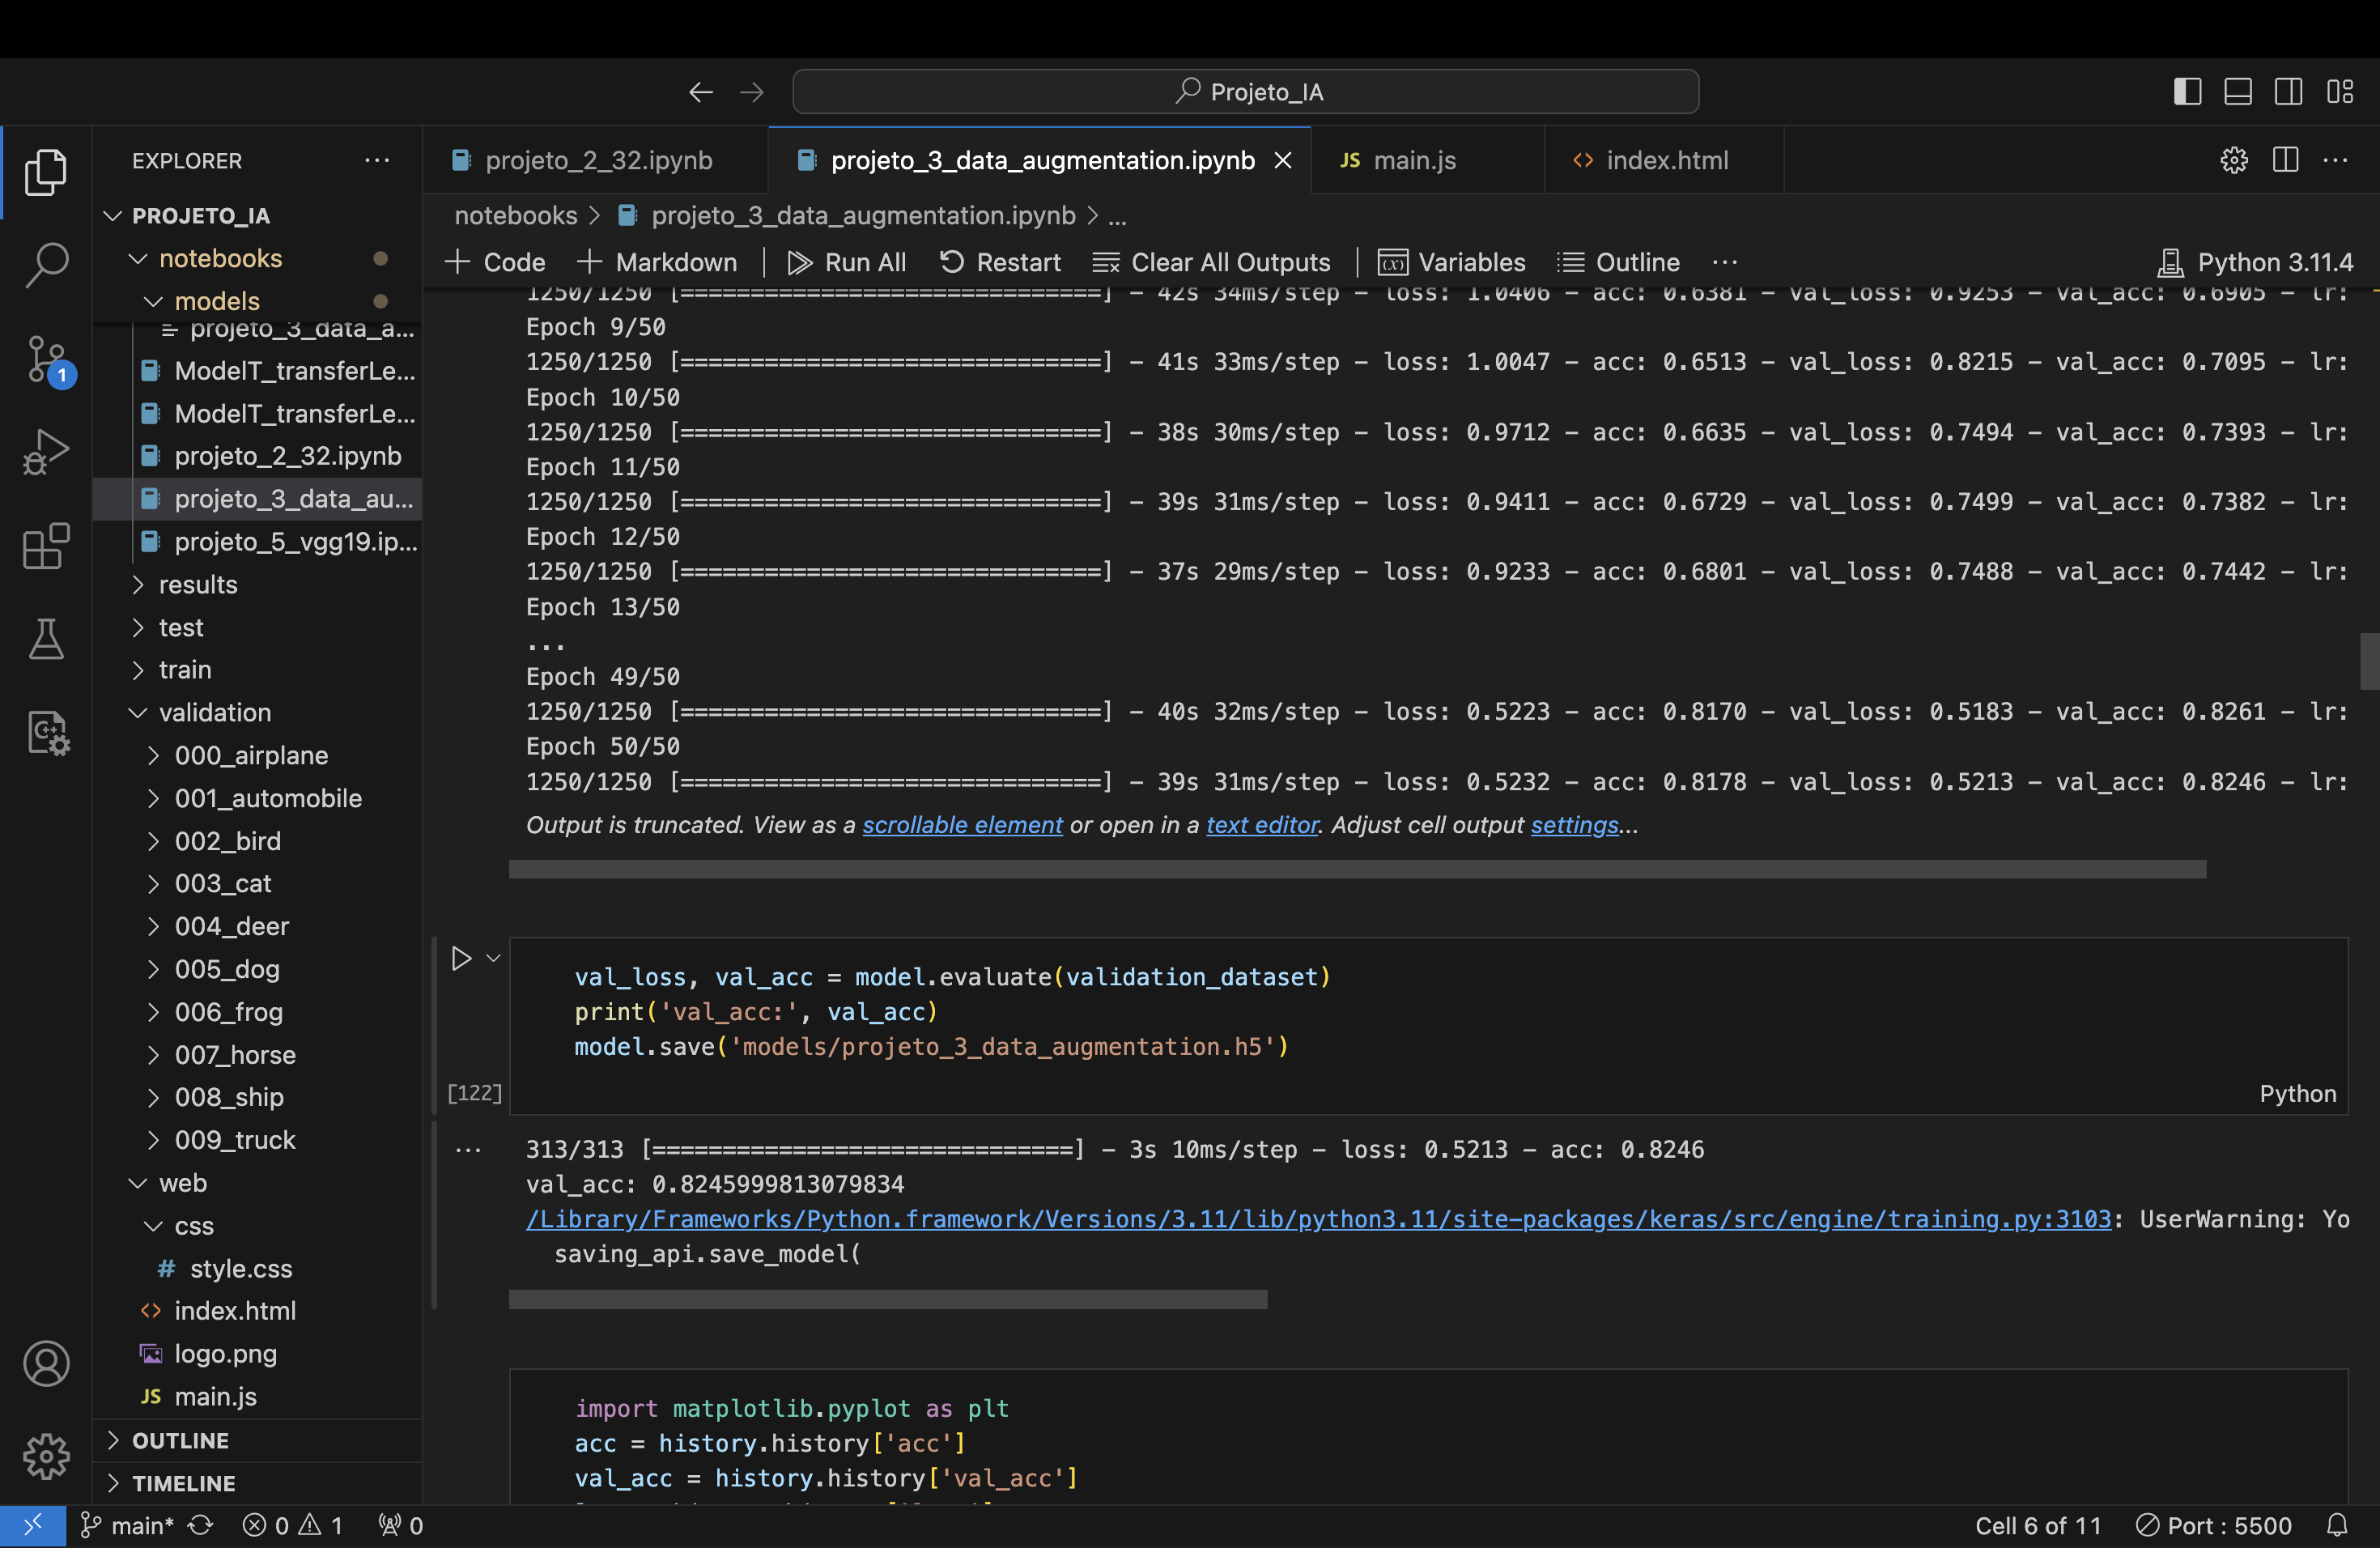 Projeto_IA
EXPLORER
PROJETO_IA
notebooks
models
projeto_3_data_a...
ModelT_transferLe...
ModelT_transferLe...
projeto_2_32.ipynb
projeto_3_data_au...
projeto_5_vgg19.ip...
results
test
train
validation
000_airplane
001_automobile
002_bird
003_cat
004_deer
005_dog
006_frog
007_horse
008_ship
009_truck
web
css
# style.css
<> index.html
logo.png
JS main.js
OUTLINE
TIMELINE
projeto_2_32.ipynb
projeto_3_data_augmentation.ipynb
JS main.js
<> index.html
notebooks > projeto_3_data_augmentation.ipynb > ...
+ Code + Markdown | Run All Restart Clear All Outputs | Variables Outline ...
Python 3.11.4
1250/1250 [==============================] - 42s 34ms/step - loss: 1.0406 - acc: 0.6381 - val_loss: 0.9253 - val_acc: 0.6905 - lr:
Epoch 9/50
1250/1250 [==============================] - 41s 33ms/step - loss: 1.0047 - acc: 0.6513 - val_loss: 0.8215 - val_acc: 0.7095 - lr:
Epoch 10/50
1250/1250 [==============================] - 38s 30ms/step - loss: 0.9712 - acc: 0.6635 - val_loss: 0.7494 - val_acc: 0.7393 - lr:
Epoch 11/50
1250/1250 [==============================] - 39s 31ms/step - loss: 0.9411 - acc: 0.6729 - val_loss: 0.7499 - val_acc: 0.7382 - lr:
Epoch 12/50
1250/1250 [==============================] - 37s 29ms/step - loss: 0.9233 - acc: 0.6801 - val_loss: 0.7488 - val_acc: 0.7442 - lr:
Epoch 13/50
...
Epoch 49/50
1250/1250 [==============================] - 40s 32ms/step - loss: 0.5223 - acc: 0.8170 - val_loss: 0.5183 - val_acc: 0.8261 - lr:
Epoch 50/50
1250/1250 [==============================] - 39s 31ms/step - loss: 0.5232 - acc: 0.8178 - val_loss: 0.5213 - val_acc: 0.8246 - lr:
Output is truncated. View as a scrollable element or open in a text editor. Adjust cell output settings...
val_loss, val_acc = model.evaluate(validation_dataset)
print('val_acc:', val_acc)
model.save('models/projeto_3_data_augmentation.h5')
[122]
Python
313/313 [==============================] - 3s 10ms/step - loss: 0.5213 - acc: 0.8246
val_acc: 0.8245999813079834
/Library/Frameworks/Python.framework/Versions/3.11/lib/python3.11/site-packages/keras/src/engine/training.py:3103: UserWarning: Yo
saving_api.save_model(
import matplotlib.pyplot as plt
acc = history.history['acc']
val_acc = history.history['val_acc']
1
main* 0 1 0
Cell 6 of 11 Port : 5500